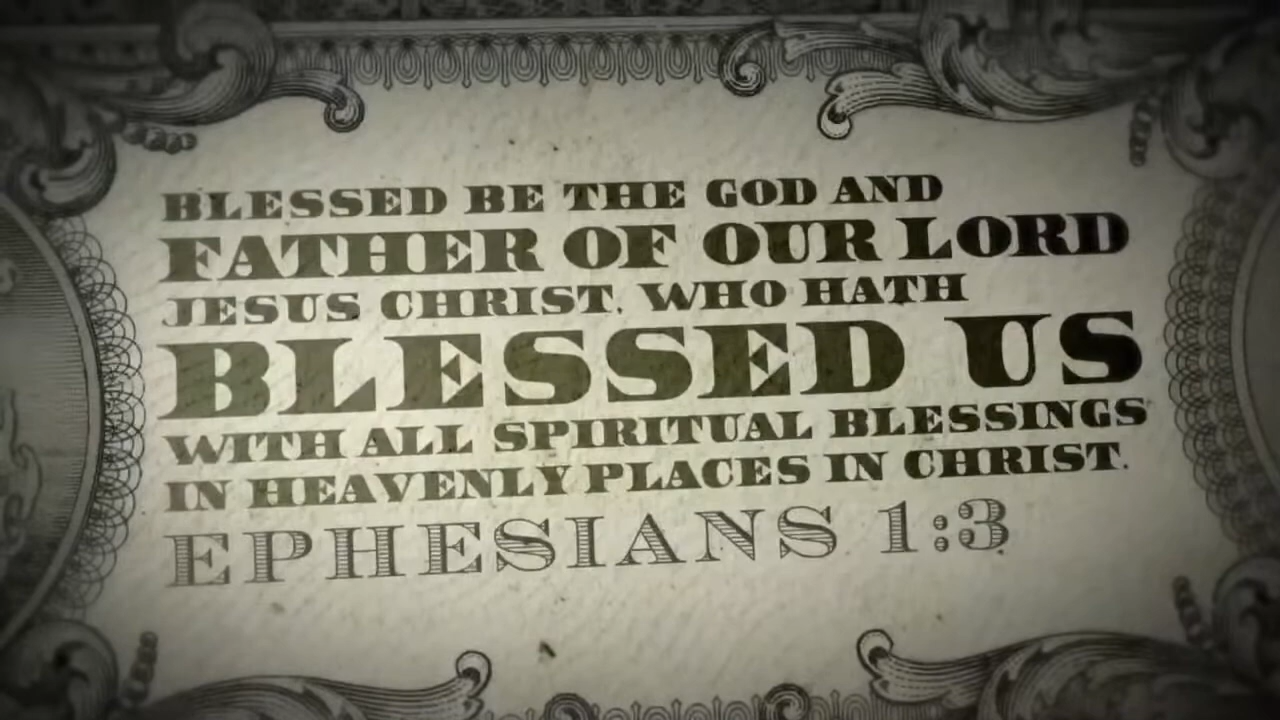 BLESSED BE THE GOD AND
FATHER OF OUR LORD
JESUS CHRIST, WHO HATH
BLESSED US
WITH ALL SPIRITUAL BLESSINGS
IN HEAVENLY PLACES IN CHRIST.
EPHESIANS 1:3